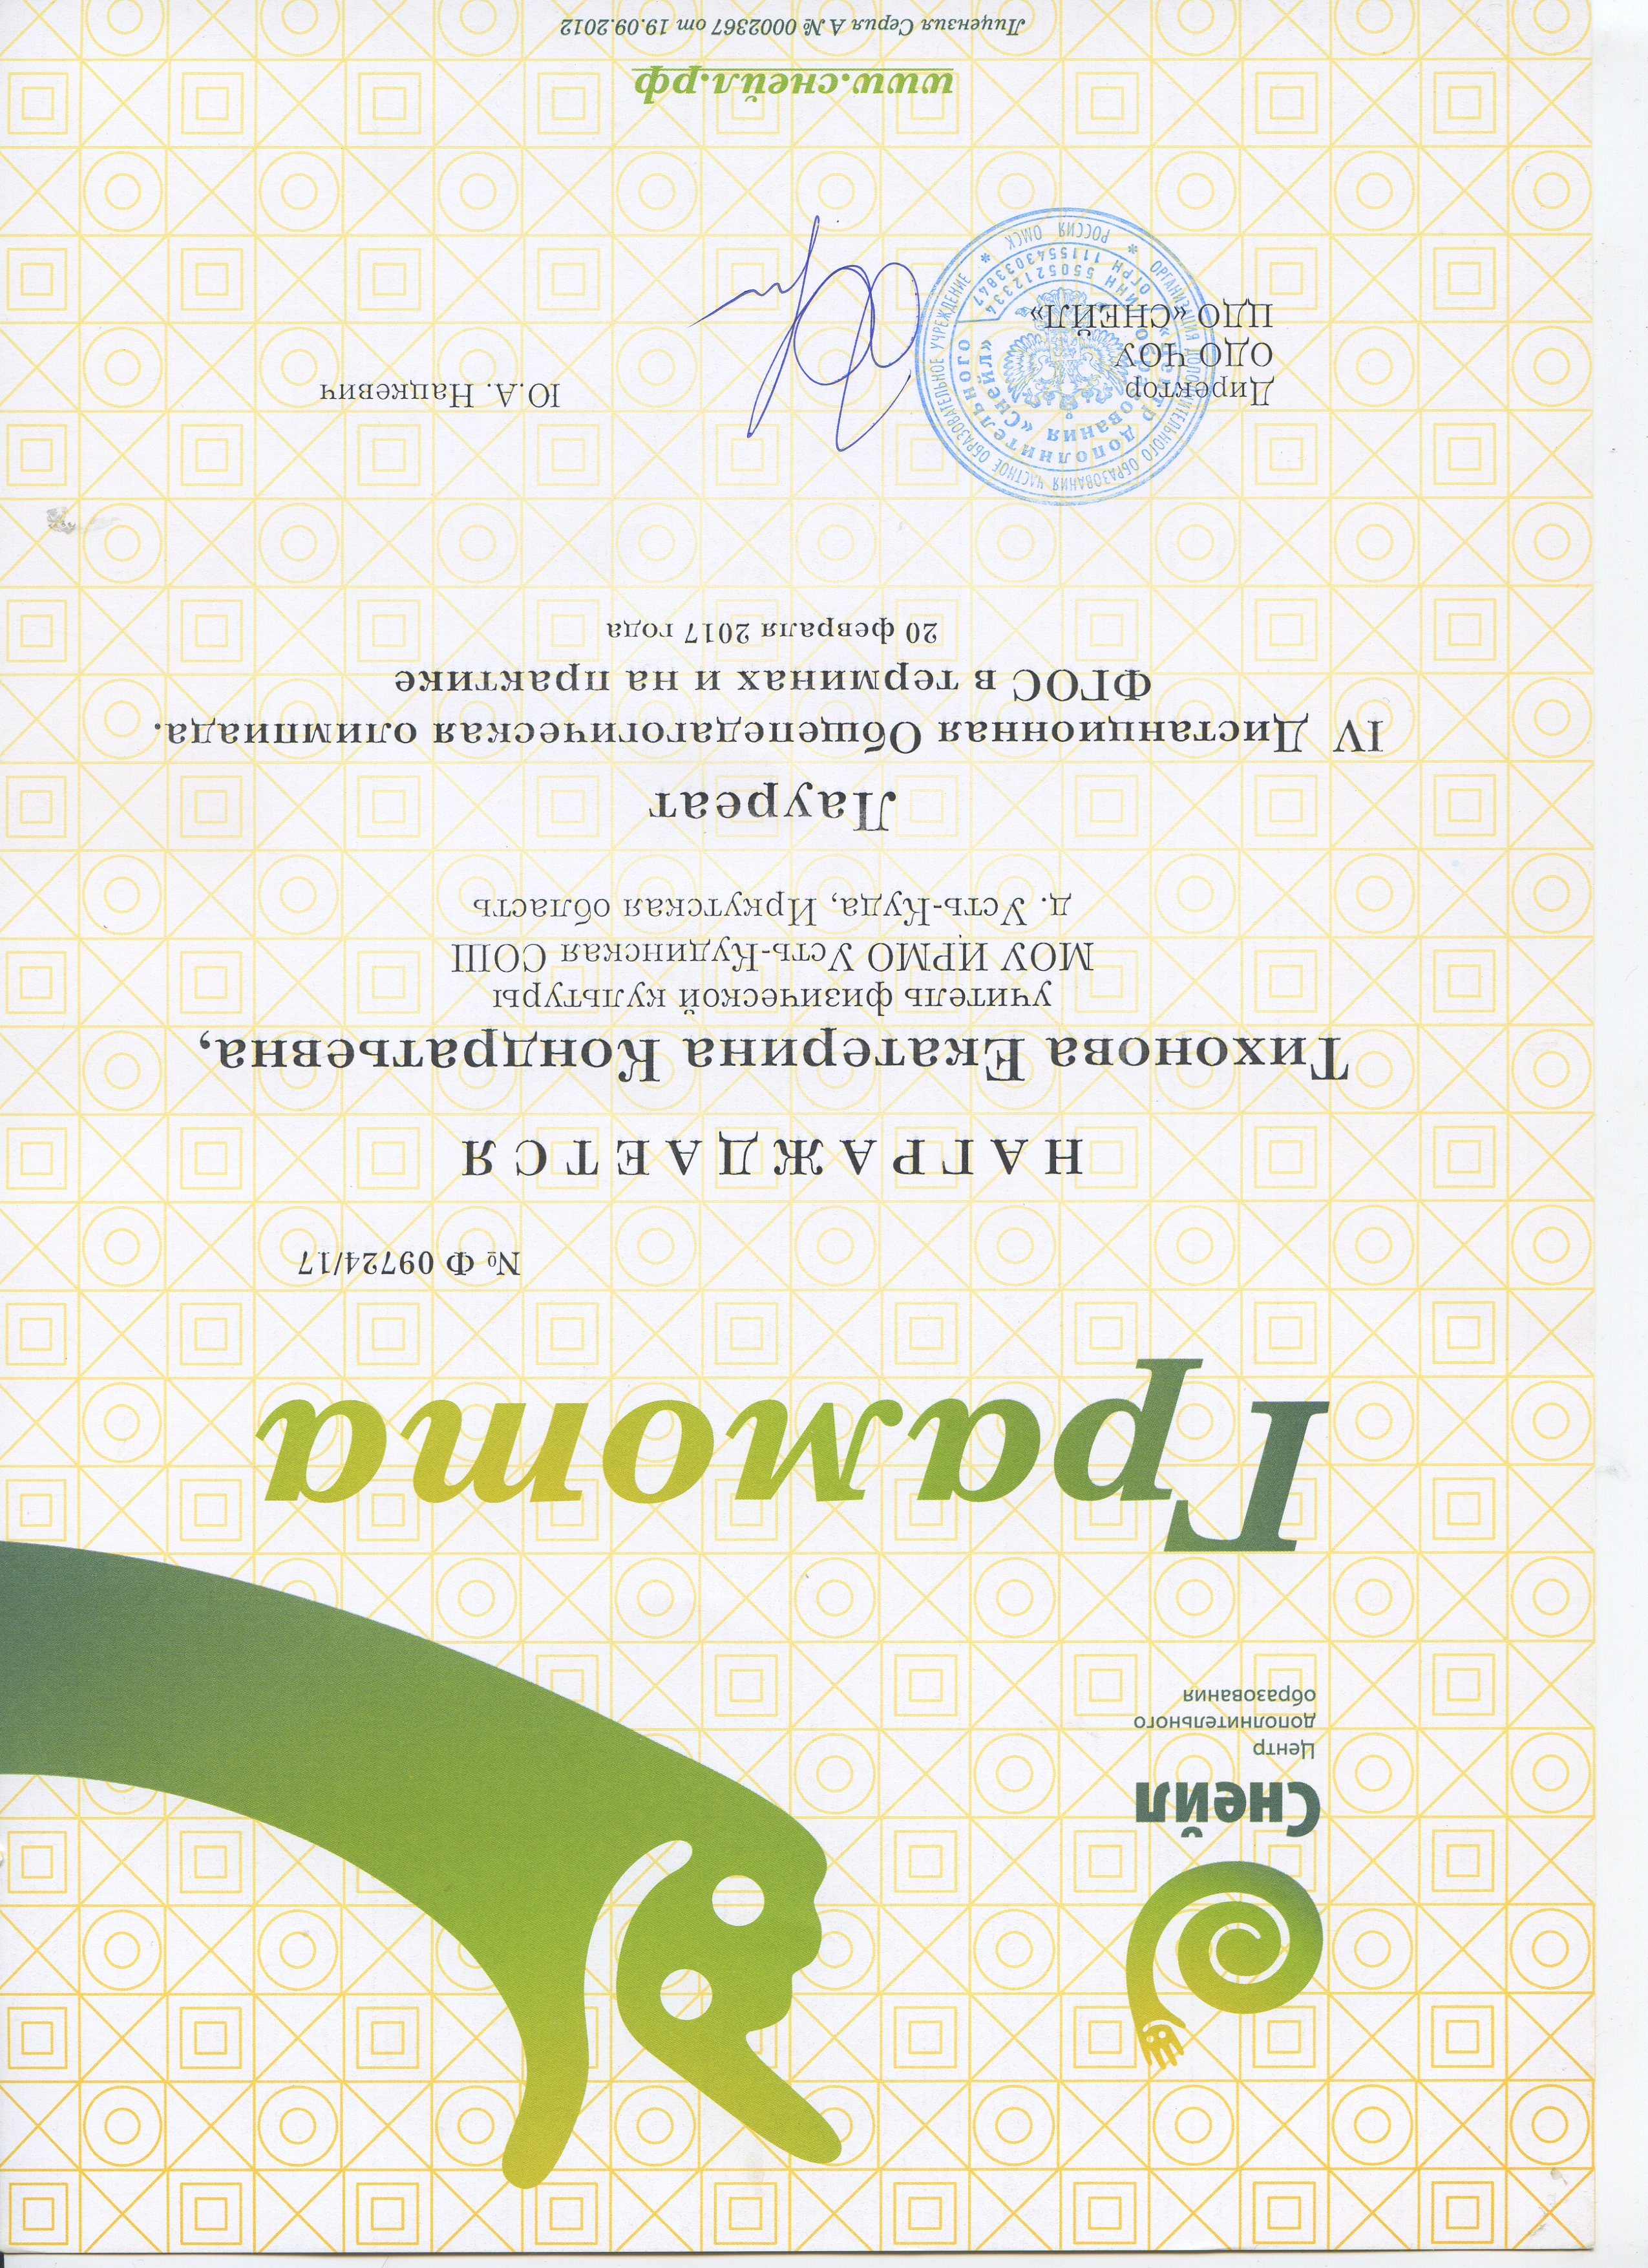 Снейл
Центр
дополнительного
образования
Грамота
№ Ф 09724/17
НАГРАЖДАЕТСЯ
Тихонова Екатерина Кондратьевна,
учитель физической культуры
МОУ ИРМО Усть-Кудинская СОШ
д. Усть-Куда, Иркутская область
Лауреат
IV Дистанционная Общепедагогическая олимпиада.
ФГОС в терминах и на практике
20 февраля 2017 года
Директор
ОДО ЧОУ
ЦДО «СНЕЙЛ»
Ю.А. Нацкевич
ОРГАНИЗАЦИЯ ДОПОЛНИТЕЛЬНОГО ОБРАЗОВАНИЯ ЧАСТНОЕ ОБРАЗОВАТЕЛЬНОЕ УЧРЕЖДЕНИЕ
«Центр дополнительного
образования «Снейл»
ИНН 5505212334
ОГРН 1115543033847
* РОССИЯ ОМСК *
www.снейл.рф
Лицензия Серия А № 0002367 от 19.09.2012